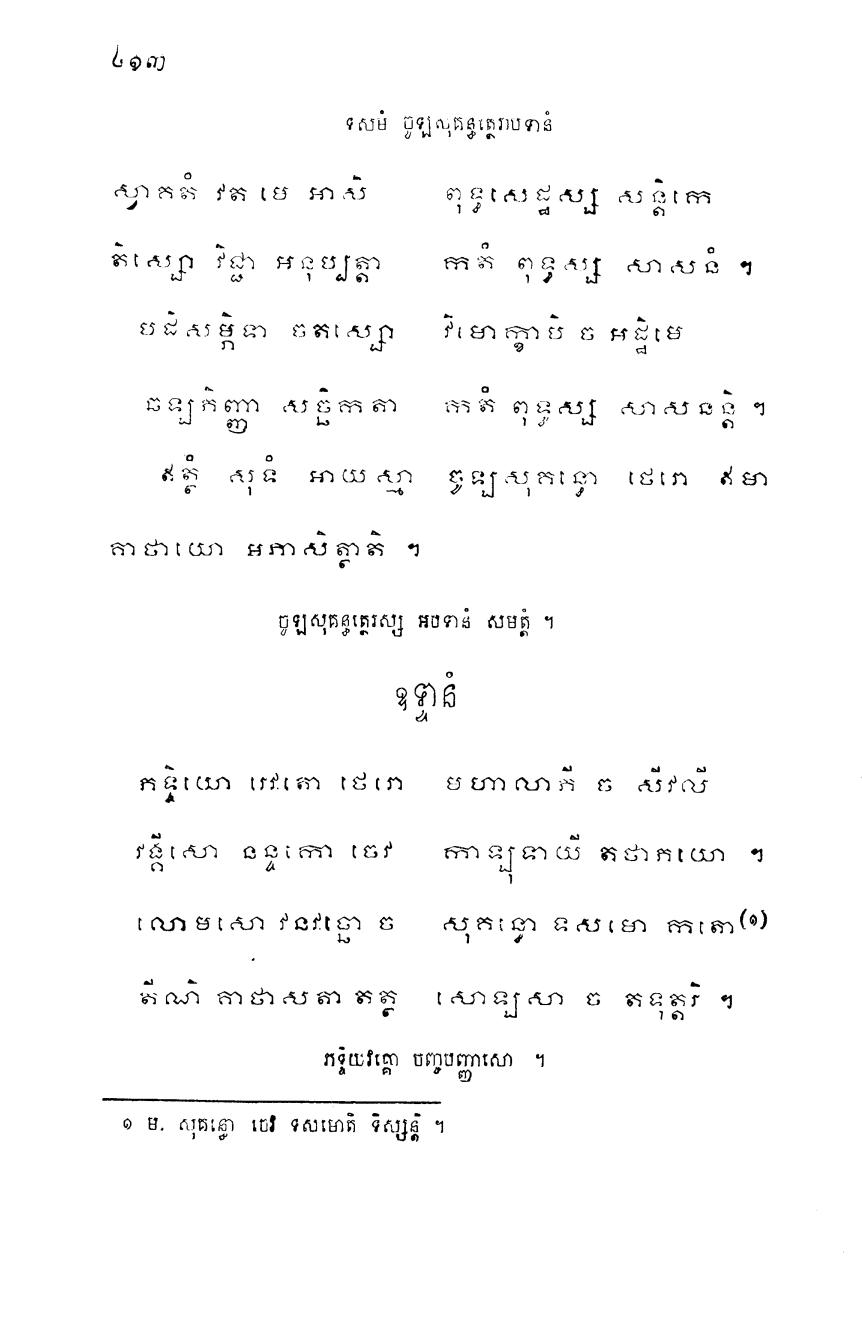 ៤១៣
ទសមំ ចូឡសុគន្ធត្ថេរាបទានំ
ស្វាគតំ វត មេ អាសិ ពុទ្ធសេដ្ឋស្ស សន្តិកេ
តិស្សោ វិជ្ជា អនុប្បត្តា កតំ ពុទ្ធស្ស សាសនំ ។
បដិសម្ភិទា ចតស្សោ វិមោក្ខាបិ ច អដ្ឋិមេ
ឆឡភិញ្ញា សច្ឆិកតា កតំ ពុទ្ធស្ស សាសនន្តិ ។
ឥត្ថំ សុទំ អាយស្មា ចូឡសុគន្ធោ ថេរោ ឥមា
គាថាយោ អភាសិត្ថាតិ ។
ចូឡសុគន្ធត្ថេរស្ស អបទានំ សមត្តំ ។
ឧទ្ទានំ
ភទ្ទិយោ រេវតោ ថេរោ មហាលាភី ច សីវលី
វង្គីសោ នន្ទកោ ចេវ កាឡុទាយី តថាភយោ ។
លោមសោ វនវច្ឆោ ច សុគន្ធោ ទសមោ កតោ(១)
តីណិ គាថាសតា តត្ថ សោឡសា ច តទុត្តរិ ។
ភទ្ទិយវគ្គោ បញ្ចបញ្ញាសោ ។
១ ម. សុគន្ធោ ចេវ ទសមោតិ ទិស្សន្តិ ។